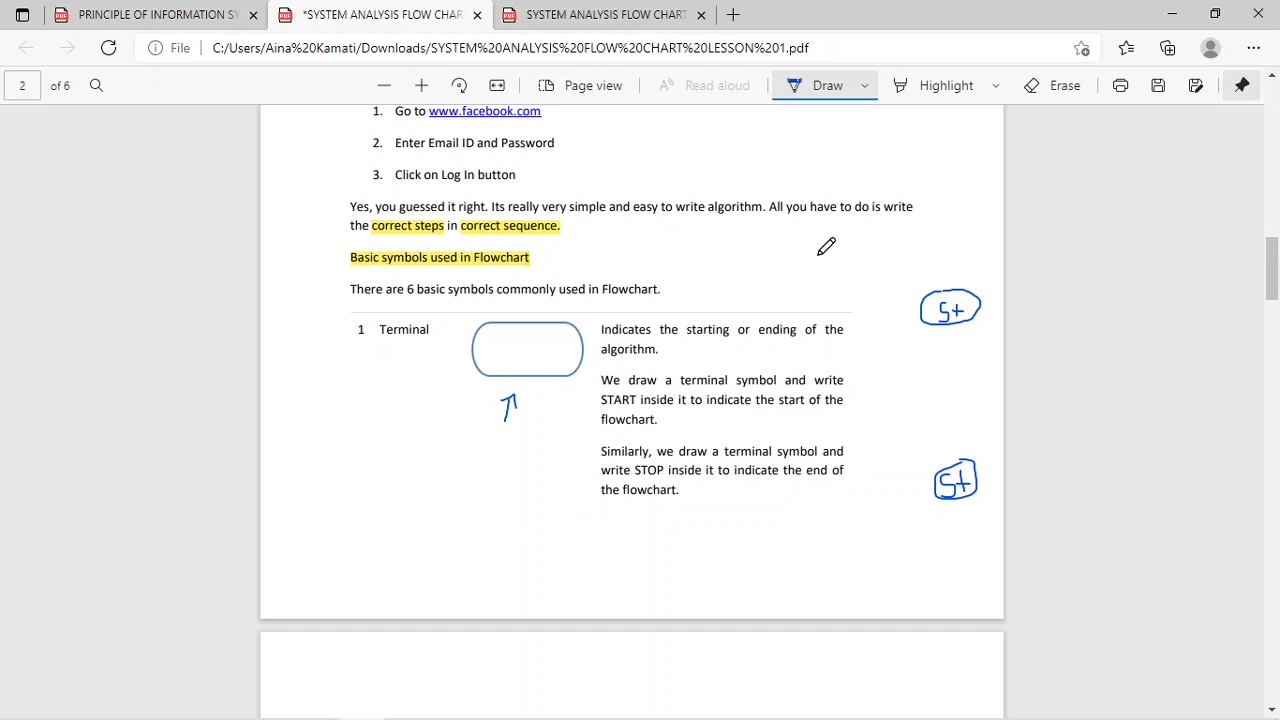 PRINCIPLE OF INFORMATION SY
*SYSTEM ANALYSIS FLOW CHAR
SYSTEM ANALYSIS FLOW CHART
File
C:/Users/Aina%20Kamati/Downloads/SYSTEM%20ANALYSIS%20FLOW%20CHART%20LESSON%201.pdf
2 of 6
Page view
Read aloud
Draw
Highlight
Erase
1. Go to www.facebook.com
2. Enter Email ID and Password
3. Click on Log In button
Yes, you guessed it right. Its really very simple and easy to write algorithm. All you have to do is write
the correct steps in correct sequence.
Basic symbols used in Flowchart
There are 6 basic symbols commonly used in Flowchart.
1 Terminal
Indicates the starting or ending of the
algorithm.
We draw a terminal symbol and write
START inside it to indicate the start of the
flowchart.
Similarly, we draw a terminal symbol and
write STOP inside it to indicate the end of
the flowchart.
St
St